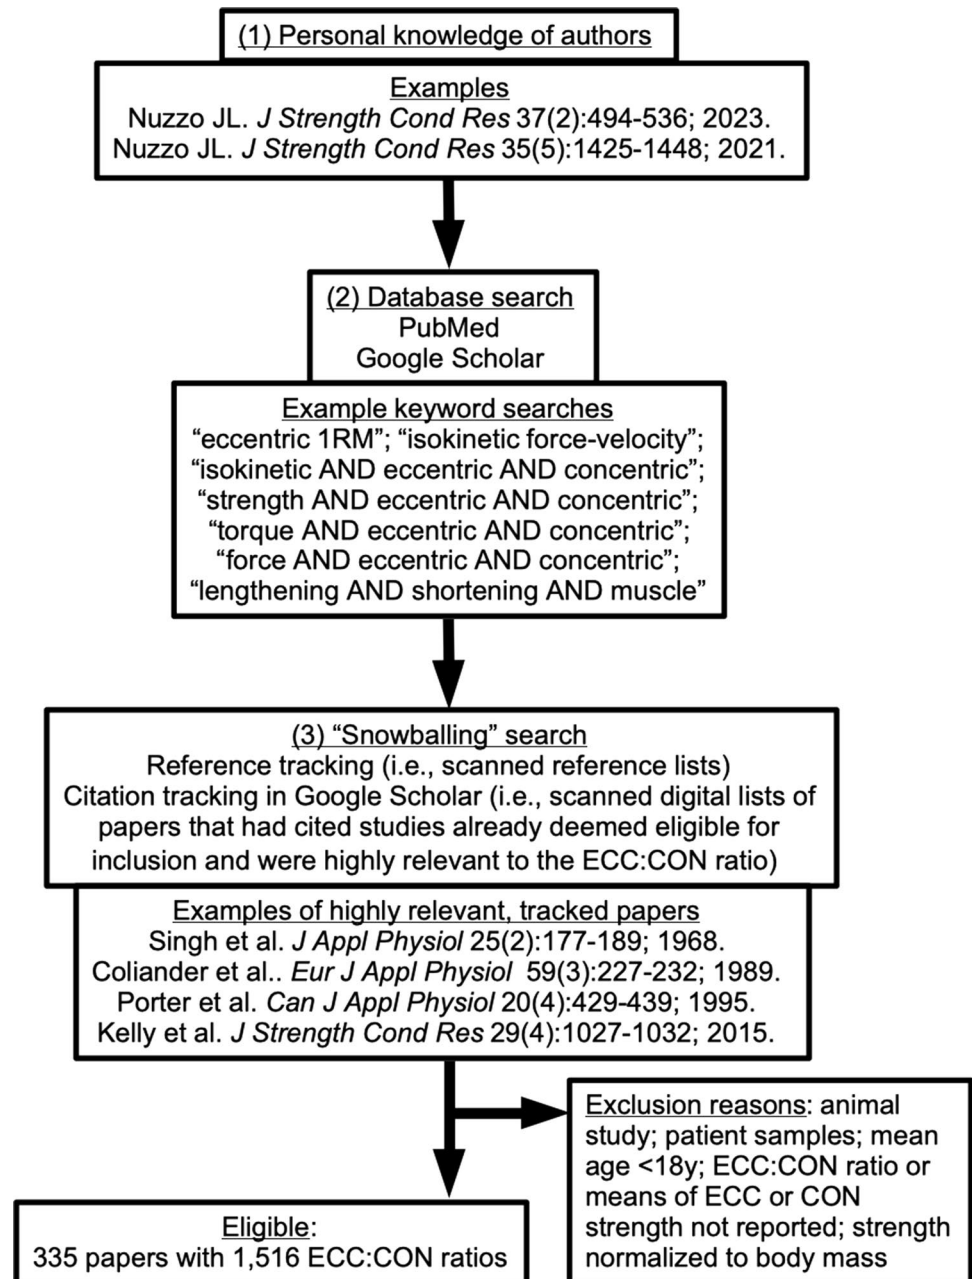 (1) Personal knowledge of authors
Examples
Nuzzo JL. J Strength Cond Res 37(2):494-536; 2023.
Nuzzo JL. J Strength Cond Res 35(5):1425-1448; 2021.
(2) Database search
PubMed
Google Scholar
Example keyword searches
“eccentric 1RM”; “isokinetic force-velocity”;
“isokinetic AND eccentric AND concentric”;
“strength AND eccentric AND concentric”;
“torque AND eccentric AND concentric”;
“force AND eccentric AND concentric”;
“lengthening AND shortening AND muscle”
(3) “Snowballing” search
Reference tracking (i.e., scanned reference lists)
Citation tracking in Google Scholar (i.e., scanned digital lists of
papers that had cited studies already deemed eligible for
inclusion and were highly relevant to the ECC:CON ratio)
Examples of highly relevant, tracked papers
Singh et al. J Appl Physiol 25(2):177-189; 1968.
Coliander et al.. Eur J Appl Physiol 59(3):227-232; 1989.
Porter et al. Can J Appl Physiol 20(4):429-439; 1995.
Kelly et al. J Strength Cond Res 29(4):1027-1032; 2015.
Exclusion reasons: animal
study; patient samples; mean
age <18y; ECC:CON ratio or
means of ECC or CON
strength not reported; strength
normalized to body mass
Eligible:
335 papers with 1,516 ECC:CON ratios